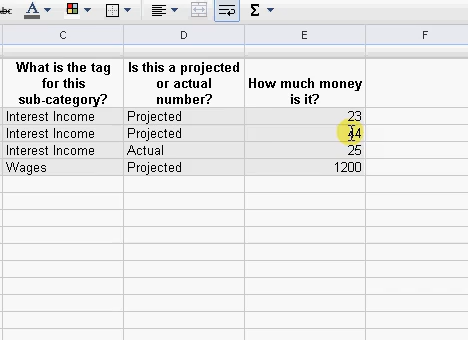 abc A Σ
C D E F
What is the tag for this sub-category? Is this a projected or actual number? How much money is it?
Interest Income Projected 23
Interest Income Projected 44
Interest Income Actual 25
Wages Projected 1200